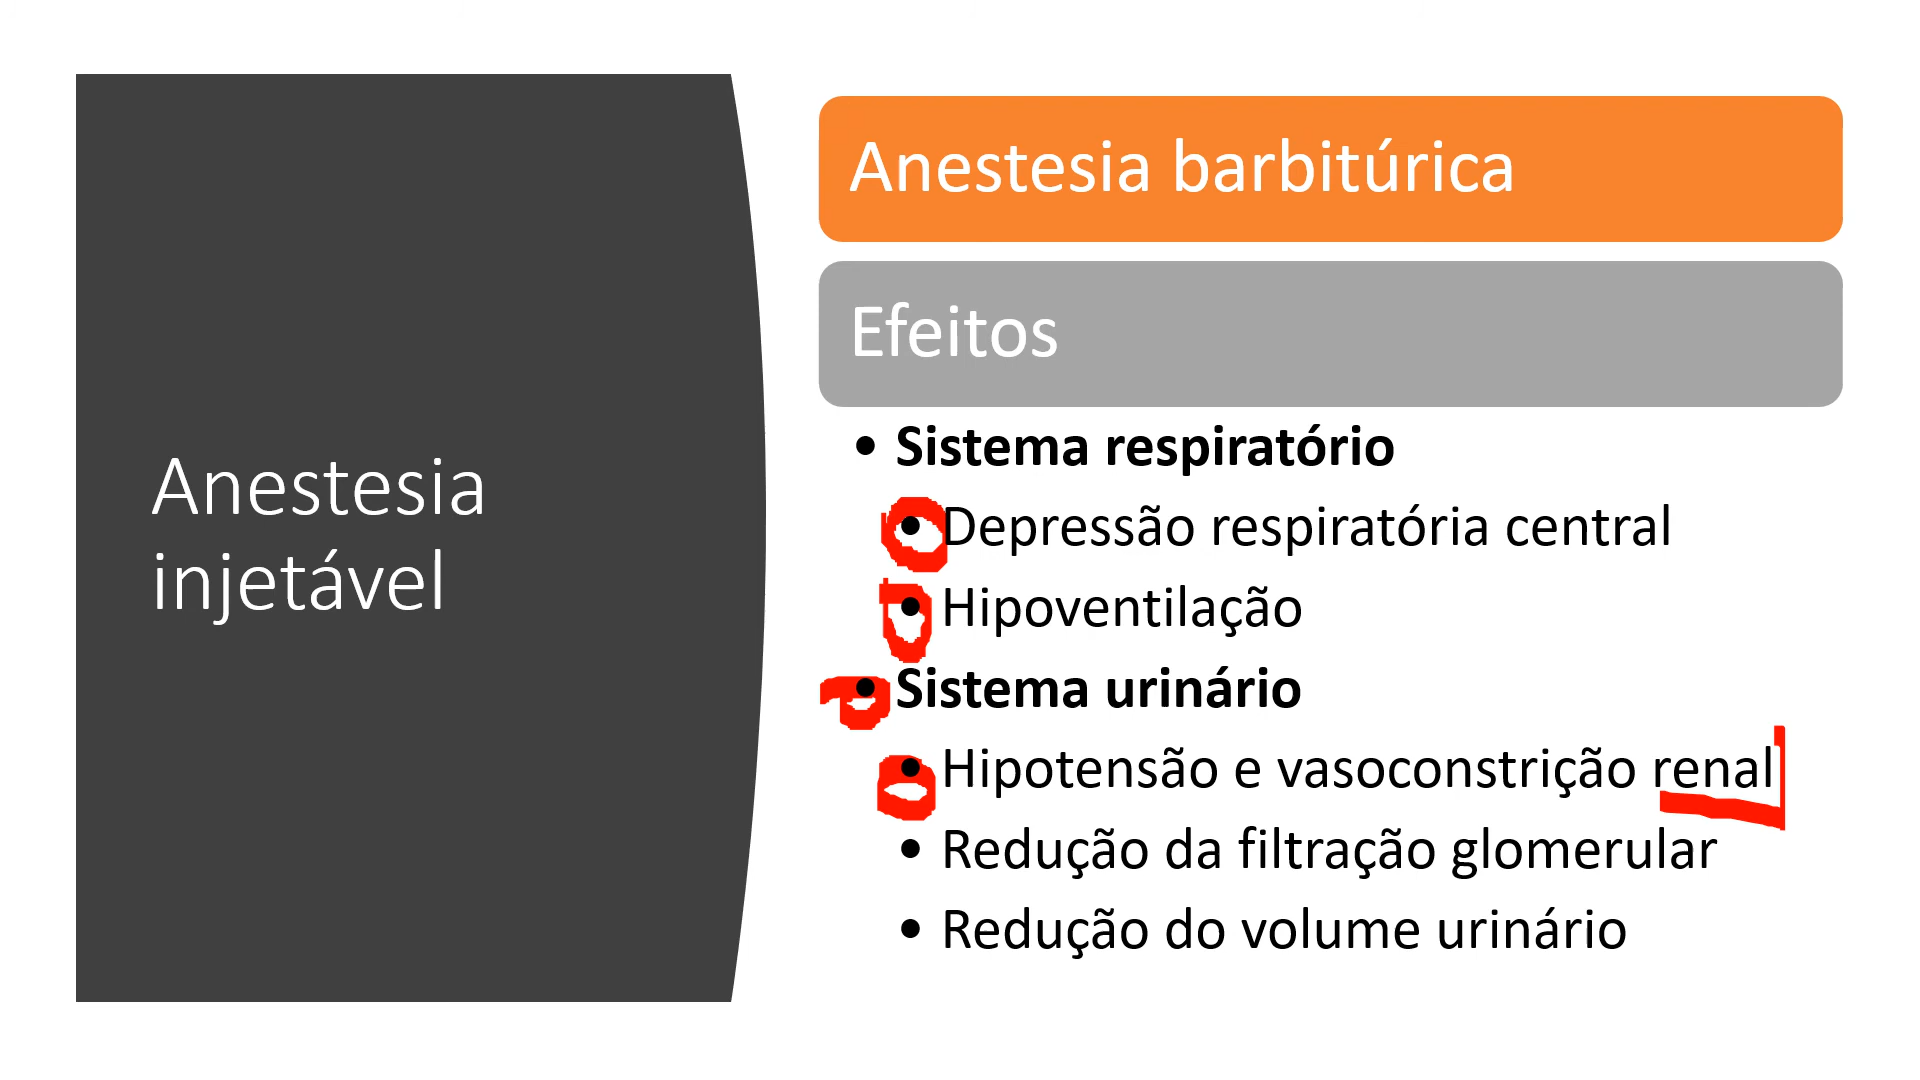 Anestesia
injetável
Anestesia barbitúrica
Efeitos
• Sistema respiratório
• Depressão respiratória central
• Hipoventilação
• Sistema urinário
• Hipotensão e vasoconstrição renal
• Redução da filtração glomerular
• Redução do volume urinário